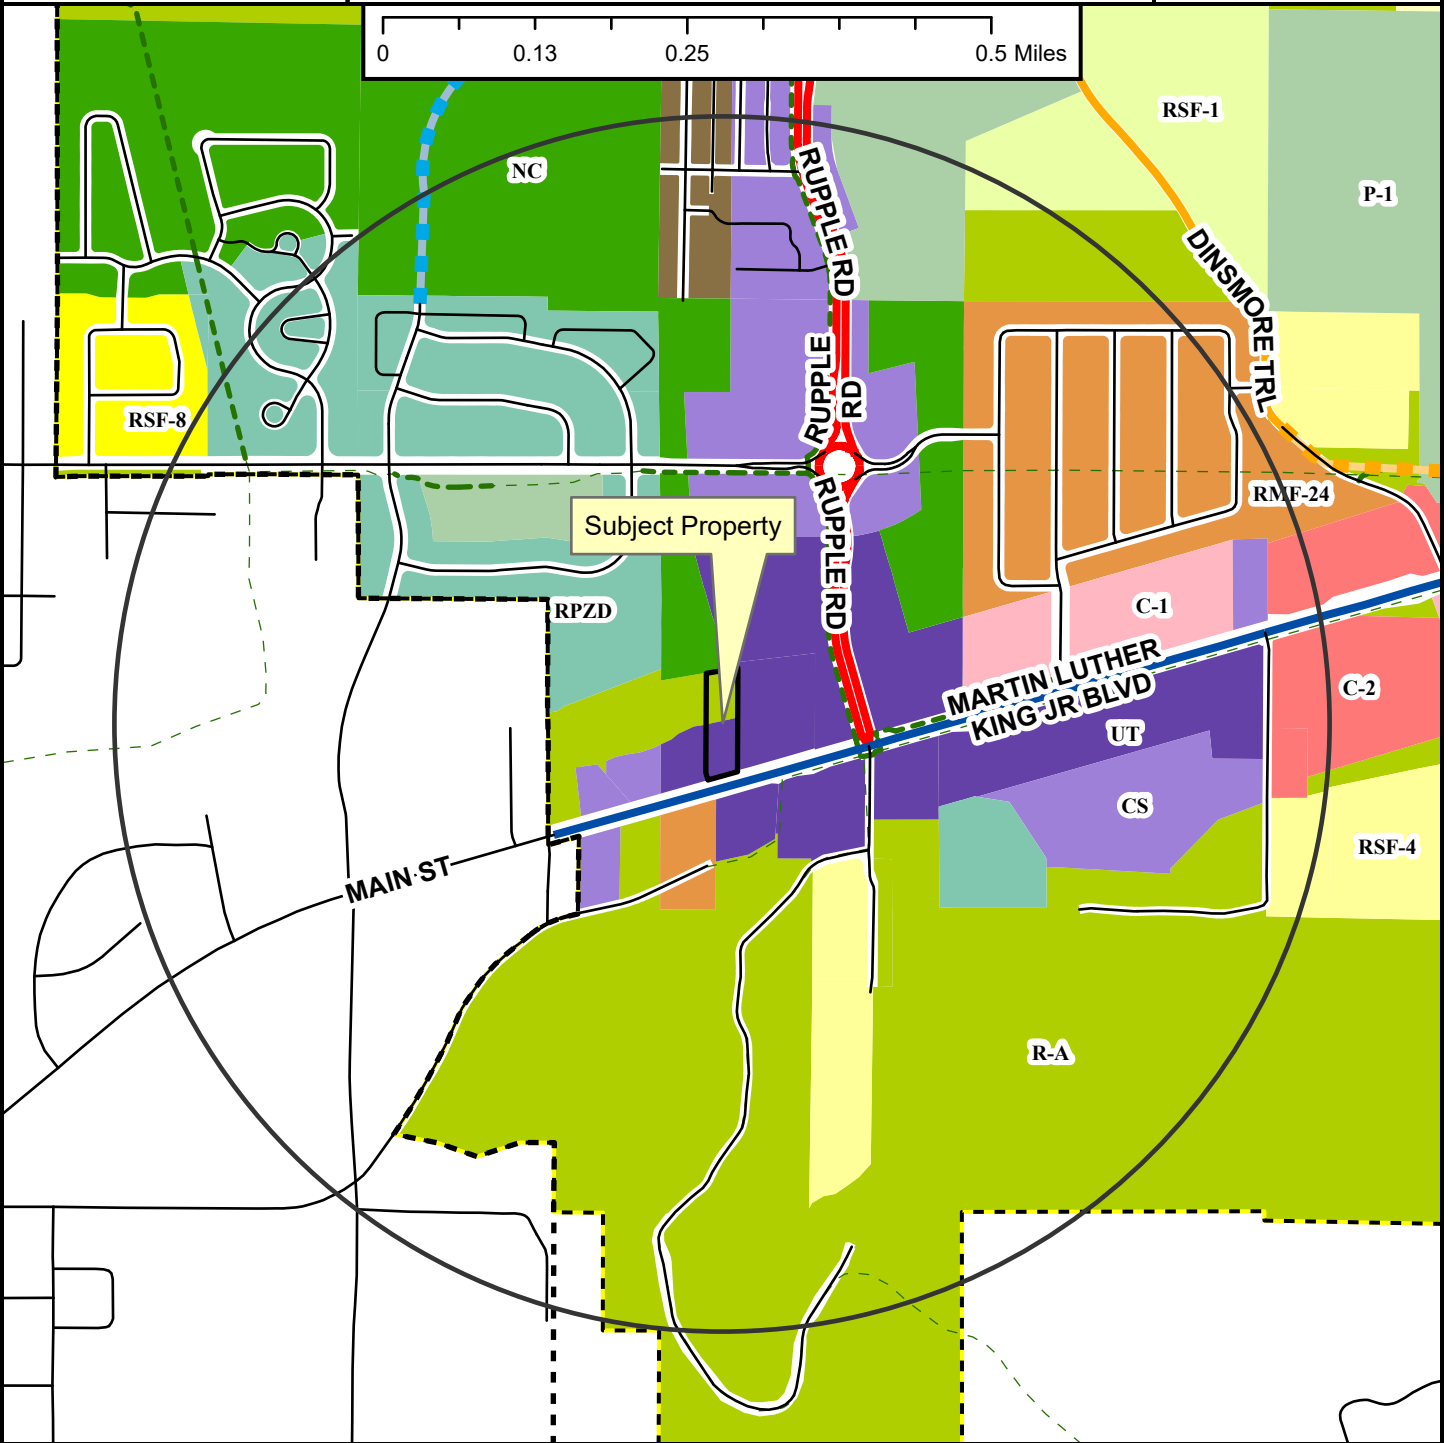 0 0.13 0.25 0.5 Miles
RSF-1
NC
P-1
RUPPLE RD
DINSMORE TRL
RUPPLE
RD
RSF-8
RMF-24
Subject Property
RUPPLE RD
RPZD
C-1
MARTIN LUTHER
KING JR BLVD
C-2
UT
CS
RSF-4
MAIN ST
R-A